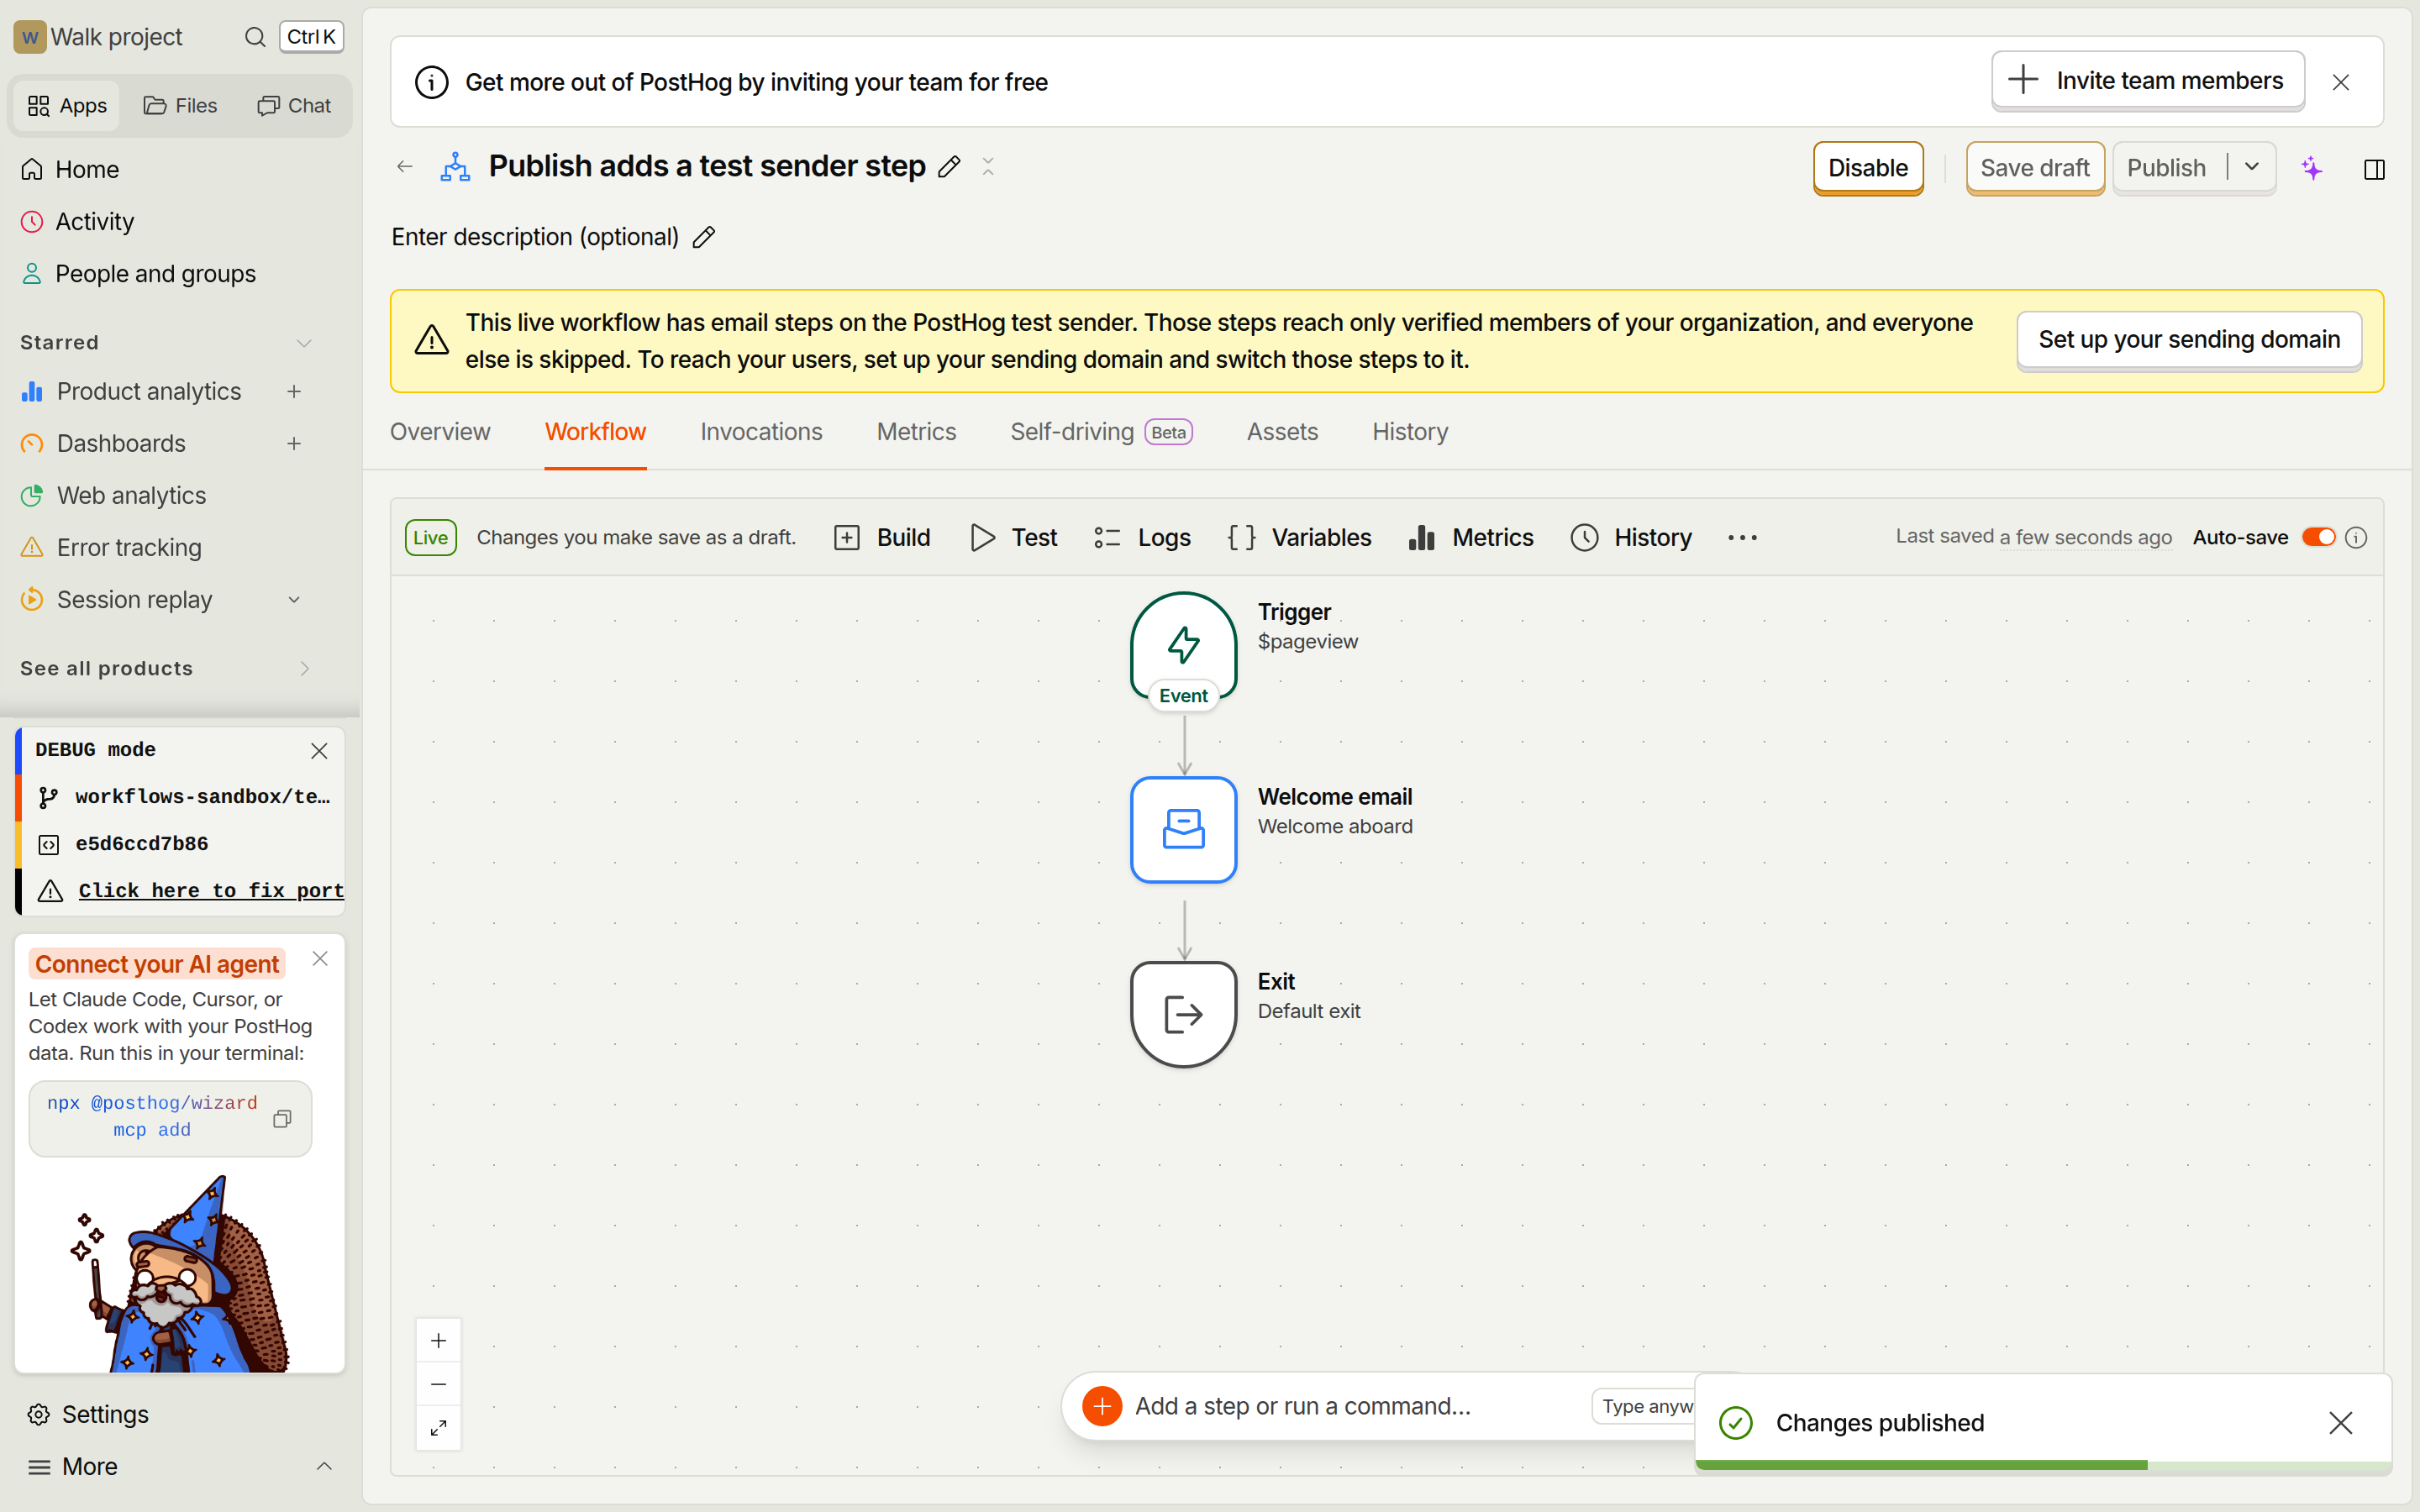 W Walk project Ctrl K
Apps Files Chat
Home
Activity
People and groups
Starred
Product analytics
Dashboards
Web analytics
Error tracking
Session replay
See all products
DEBUG mode
workflows-sandbox/te…
e5d6ccd7b86
Click here to fix port
Connect your AI agent
Let Claude Code, Cursor, or
Codex work with your PostHog
data. Run this in your terminal:
npx @posthog/wizard
mcp add
Settings
More
Get more out of PostHog by inviting your team for free
Invite team members
Publish adds a test sender step
Disable Save draft Publish
Enter description (optional)
This live workflow has email steps on the PostHog test sender. Those steps reach only verified members of your organization, and everyone
else is skipped. To reach your users, set up your sending domain and switch those steps to it.
Set up your sending domain
Overview Workflow Invocations Metrics Self-driving Beta Assets History
Live Changes you make save as a draft. Build Test Logs Variables Metrics History Last saved a few seconds ago Auto-save
Trigger
$pageview
Event
Welcome email
Welcome aboard
Exit
Default exit
Add a step or run a command... Type anyw
Changes published